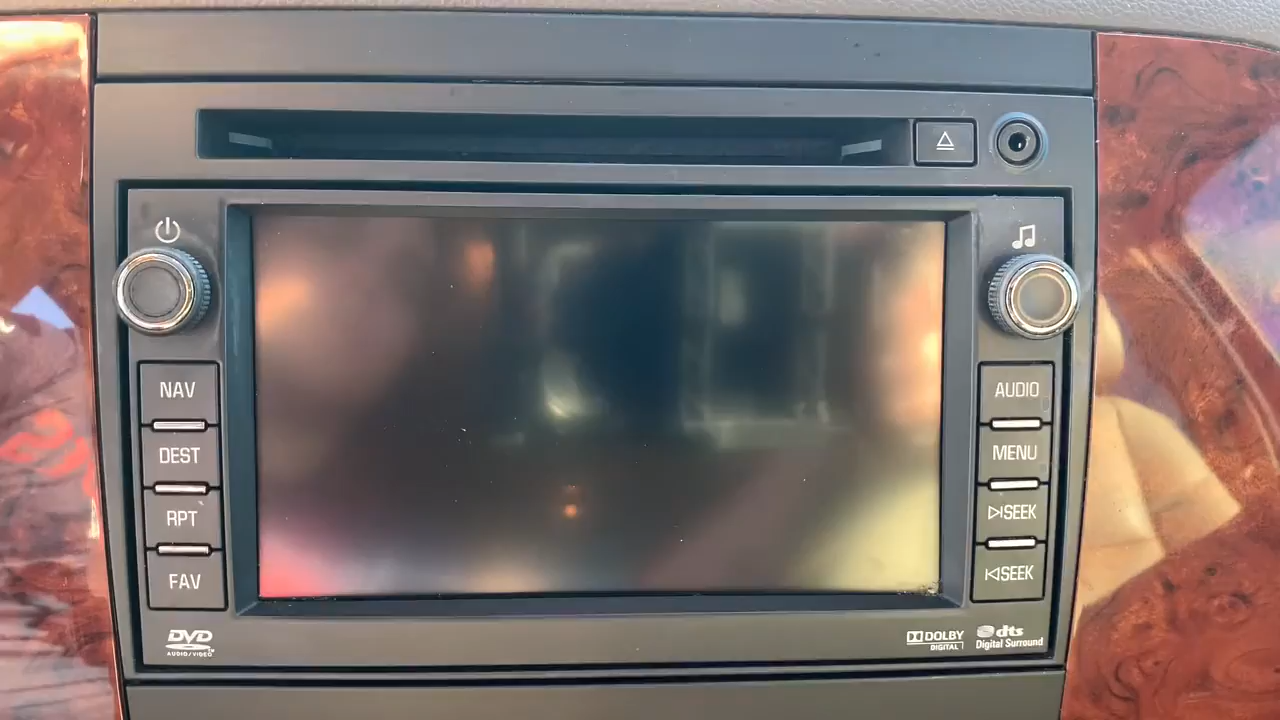 NAV
DEST
RPT
FAV
AUDIO
MENU
SEEK
SEEK
DVD
AUDIO/VIDEO
DOLBY
DIGITAL
dts
Digital Surround